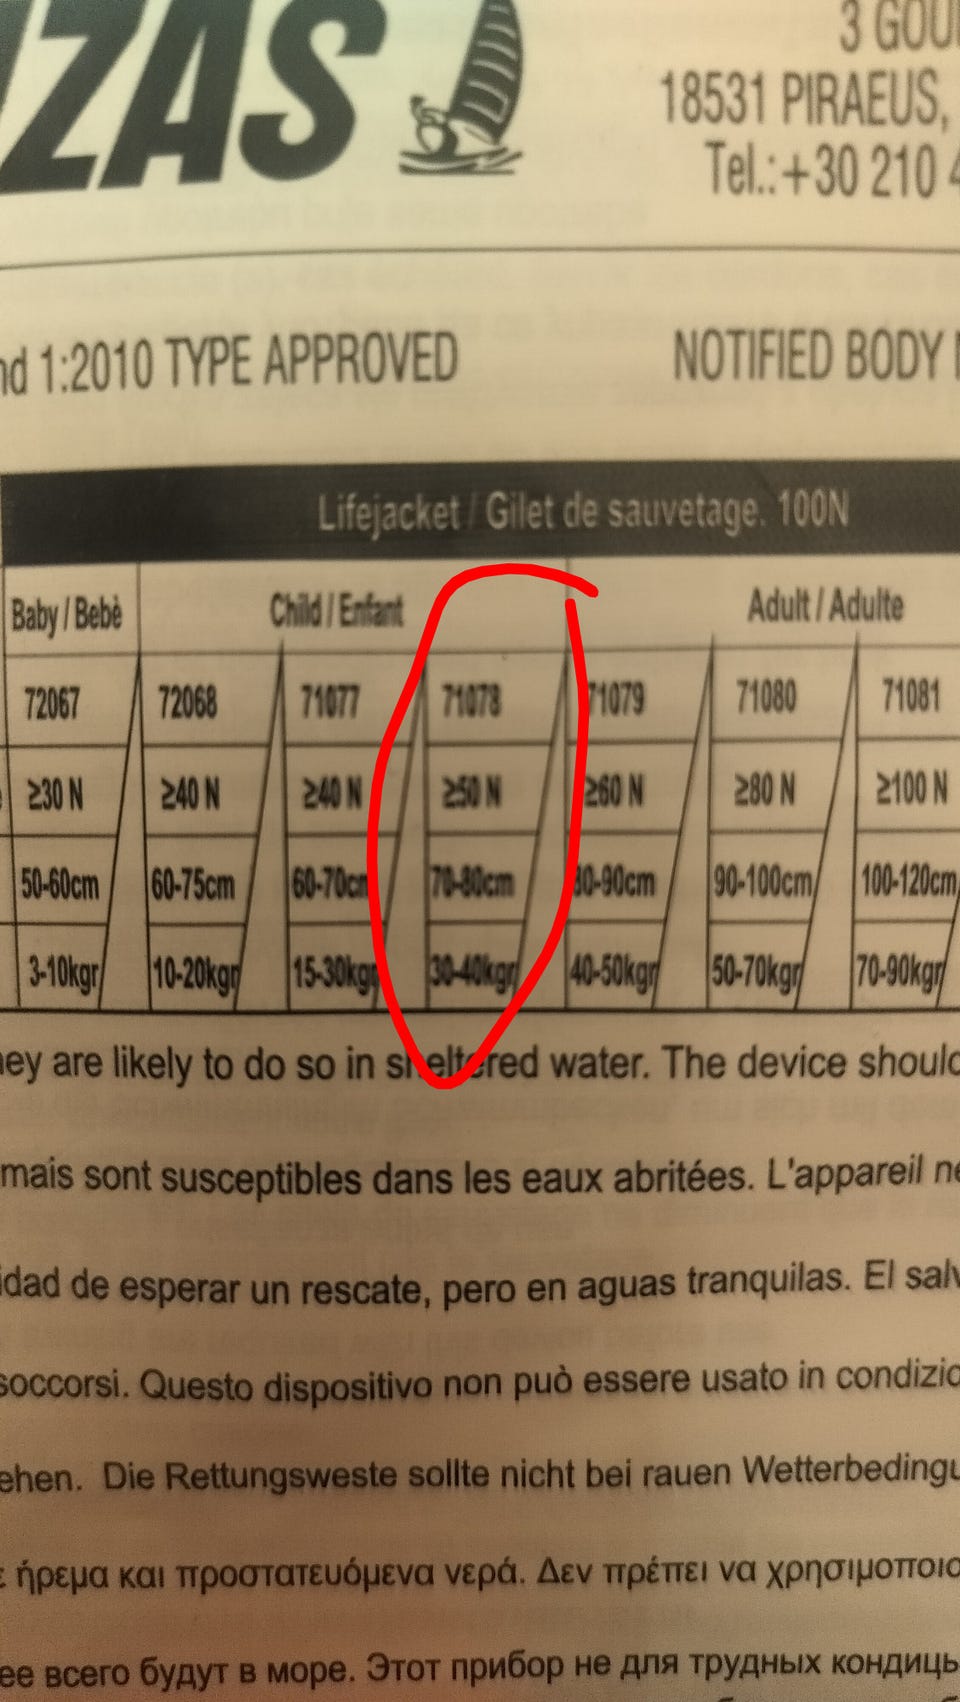 ZAS
3 GOU
18531 PIRAEUS,
Tel.:+30 210 4
nd 1:2010 TYPE APPROVED NOTIFIED BODY
Lifejacket / Gilet de sauvetage. 100N
Baby / Bebè Child / Enfant Adult / Adulte
72067 72068 71077 71078 71079 71080 71081
≥30 N ≥40 N ≥40 N ≥50 N ≥60 N ≥80 N ≥100 N
50-60cm 60-75cm 60-70cm 70-80cm 80-90cm 90-100cm 100-120cm
3-10kgr 10-20kgr 15-30kgr 30-40kgr 40-50kgr 50-70kgr 70-90kgr
hey are likely to do so in sheltered water. The device should
mais sont susceptibles dans les eaux abritées. L'appareil ne
idad de esperar un rescate, pero en aguas tranquilas. El salv
soccorsi. Questo dispositivo non può essere usato in condizio
ehen. Die Rettungsweste sollte nicht bei rauen Wetterbedingu
ε ήρεμα και προστατευόμενα νερά. Δεν πρέπει να χρησιμοποιο
ее всего будут в море. Этот прибор не для трудных кондиць